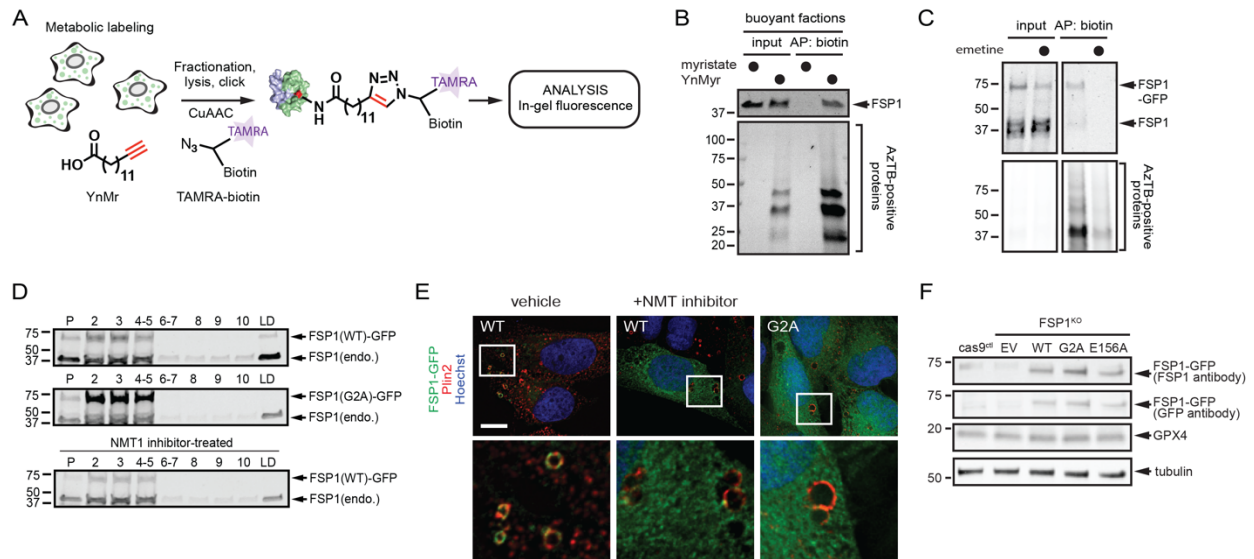 A
Metabolic labeling
Fractionation,
lysis, click
CuAAC
HO
O
11
YnMr
N3
TAMRA
Biotin
TAMRA-biotin
N
H
O
11
N=N
N
TAMRA
Biotin
ANALYSIS
In-gel fluorescence
B
buoyant factions
input AP: biotin
myristate
YnMyr
37
FSP1
100
75
50
37
25
20
AzTB-positive
proteins
C
input AP: biotin
emetine
75
50
37
FSP1
-GFP
FSP1
75
50
37
AzTB-positive
proteins
D
P 2 3 4-5 6-7 8 9 10 LD
75
50
37
FSP1(WT)-GFP
FSP1(endo.)
P 2 3 4-5 6-7 8 9 10 LD
75
50
37
FSP1(G2A)-GFP
FSP1(endo.)
NMT1 inhibitor-treated
P 2 3 4-5 6-7 8 9 10 LD
75
50
37
FSP1(WT)-GFP
FSP1(endo.)
E
vehicle +NMT inhibitor
FSP1-GFP
Plin2
Hoechst
WT WT G2A
F
FSP1KO
cas9ctl EV WT G2A E156A
75
FSP1-GFP
(FSP1 antibody)
75
FSP1-GFP
(GFP antibody)
20
GPX4
50
tubulin